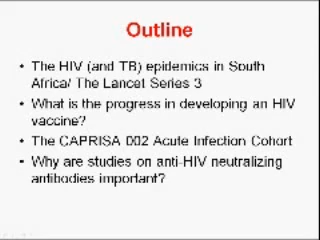 Outline
• The HIV (and TB) epidemics in South
Africa/ The Lancet Series 3
• What is the progress in developing an HIV
vaccine?
• The CAPRISA 002 Acute Infection Cohort
• Why are studies on anti-HIV neutralizing
antibodies important?